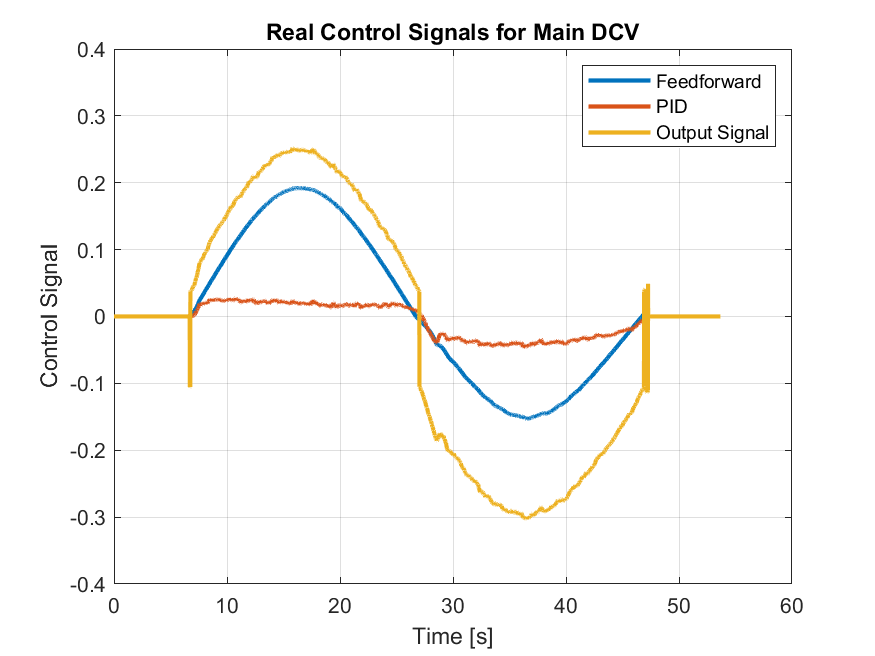 Real Control Signals for Main DCV
0.4
0.3
0.2
0.1
0
-0.1
-0.2
-0.3
-0.4
Control Signal
Feedforward
PID
Output Signal
0 10 20 30 40 50 60
Time [s]